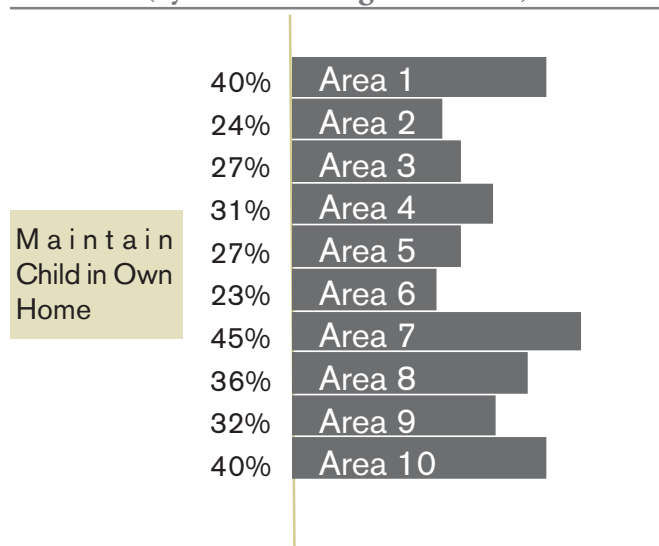 40% Area 1
24% Area 2
27% Area 3
31% Area 4
27% Area 5
23% Area 6
45% Area 7
36% Area 8
32% Area 9
40% Area 10
Maintain
Child in Own
Home